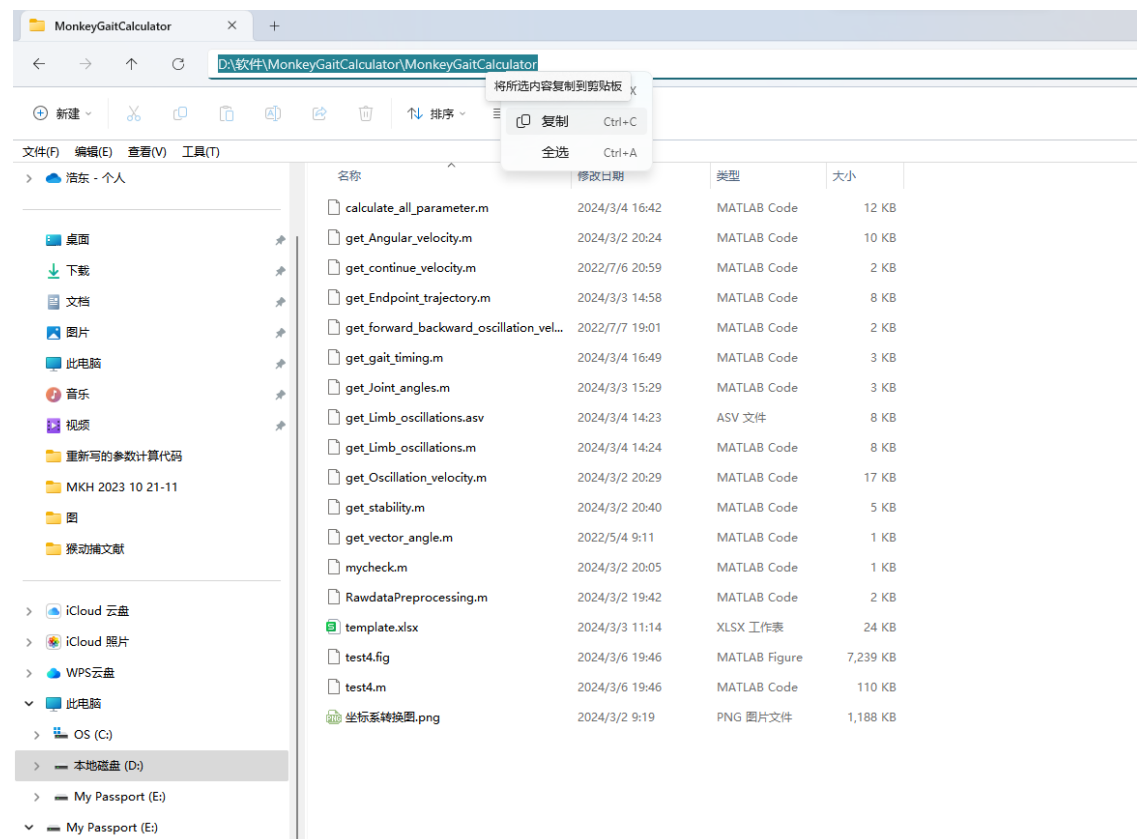 MonkeyGaitCalculator
D:\软件\MonkeyGaitCalculator\MonkeyGaitCalculator
将所选内容复制到剪贴板
X
新建
排序
复制 Ctrl+C
全选 Ctrl+A
文件(F) 编辑(E) 查看(V) 工具(T)
浩东 - 个人
桌面
下载
文档
图片
此电脑
音乐
视频
重新写的参数计算代码
MKH 2023 10 21-11
图
猴动捕文献
iCloud 云盘
iCloud 照片
WPS云盘
此电脑
OS (C:)
本地磁盘 (D:)
My Passport (E:)
My Passport (E:)
名称 修改日期 类型 大小
calculate_all_parameter.m 2024/3/4 16:42 MATLAB Code 12 KB
get_Angular_velocity.m 2024/3/2 20:24 MATLAB Code 10 KB
get_continue_velocity.m 2022/7/6 20:59 MATLAB Code 2 KB
get_Endpoint_trajectory.m 2024/3/3 14:58 MATLAB Code 8 KB
get_forward_backward_oscillation_vel... 2022/7/7 19:01 MATLAB Code 2 KB
get_gait_timing.m 2024/3/4 16:49 MATLAB Code 3 KB
get_Joint_angles.m 2024/3/3 15:29 MATLAB Code 3 KB
get_Limb_oscillations.asv 2024/3/4 14:23 ASV 文件 8 KB
get_Limb_oscillations.m 2024/3/4 14:24 MATLAB Code 8 KB
get_Oscillation_velocity.m 2024/3/2 20:29 MATLAB Code 17 KB
get_stability.m 2024/3/2 20:40 MATLAB Code 5 KB
get_vector_angle.m 2022/5/4 9:11 MATLAB Code 1 KB
mycheck.m 2024/3/2 20:05 MATLAB Code 1 KB
RawdataPreprocessing.m 2024/3/2 19:42 MATLAB Code 2 KB
template.xlsx 2024/3/3 11:14 XLSX 工作表 24 KB
test4.fig 2024/3/6 19:46 MATLAB Figure 7,239 KB
test4.m 2024/3/6 19:46 MATLAB Code 110 KB
坐标系转换图.png 2024/3/2 9:19 PNG 图片文件 1,188 KB